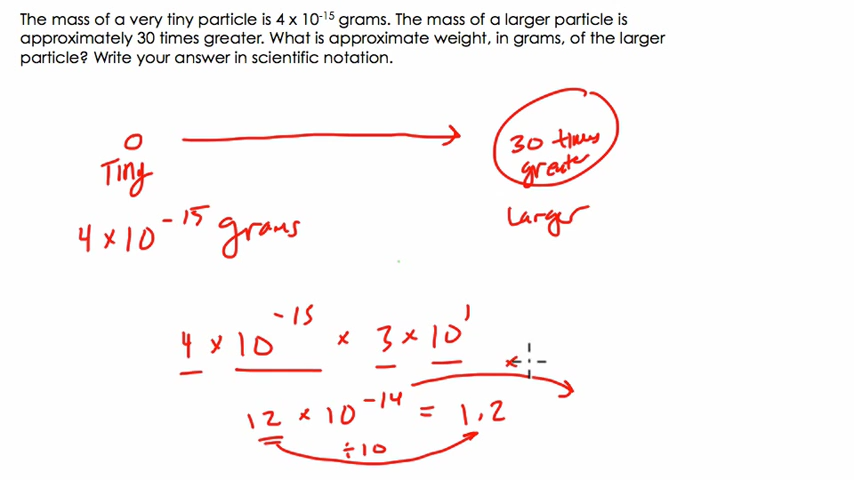 The mass of a very tiny particle is 4 x 10⁻¹⁵ grams. The mass of a larger particle is
approximately 30 times greater. What is approximate weight, in grams, of the larger
particle? Write your answer in scientific notation.
30 times
greater
Tiny
Larger
4 × 10⁻¹⁵ grams
4 × 10⁻¹⁵ × 3 × 10¹
×
12 × 10⁻¹⁴ = 1.2
÷10